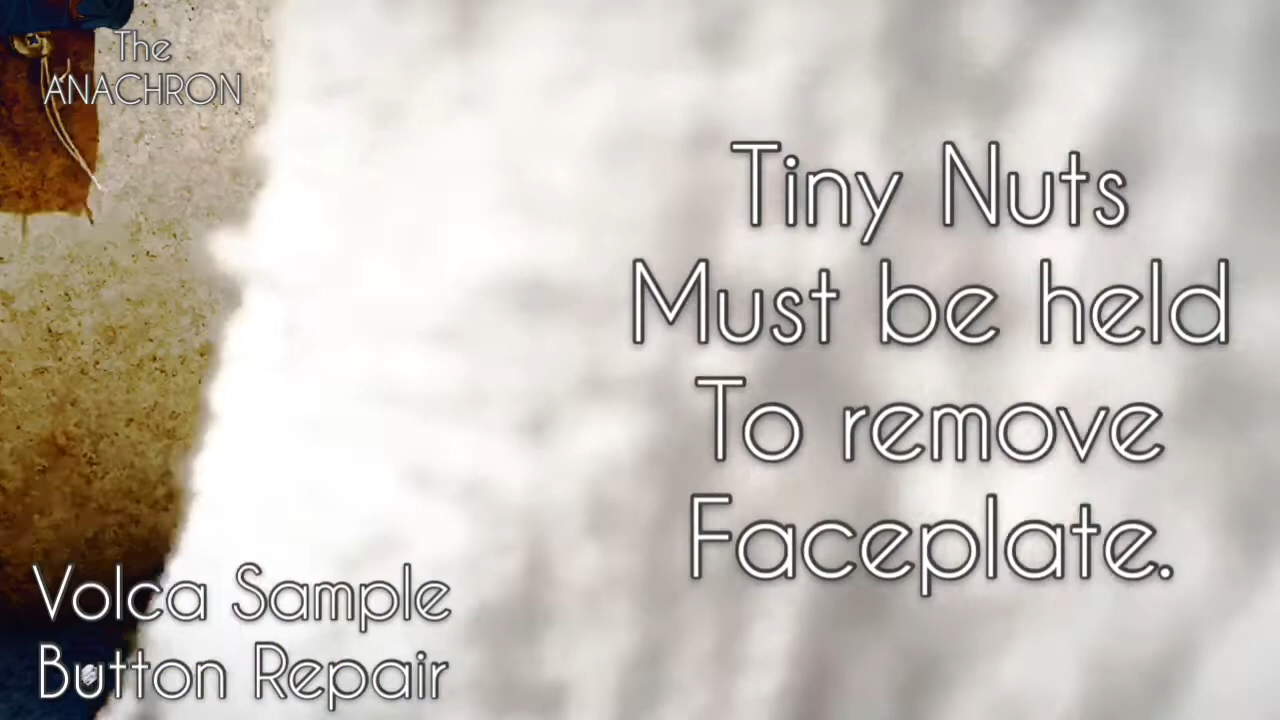 The
ANACHRON
Tiny Nuts
Must be held
To remove
Faceplate.
Volca Sample
Button Repair